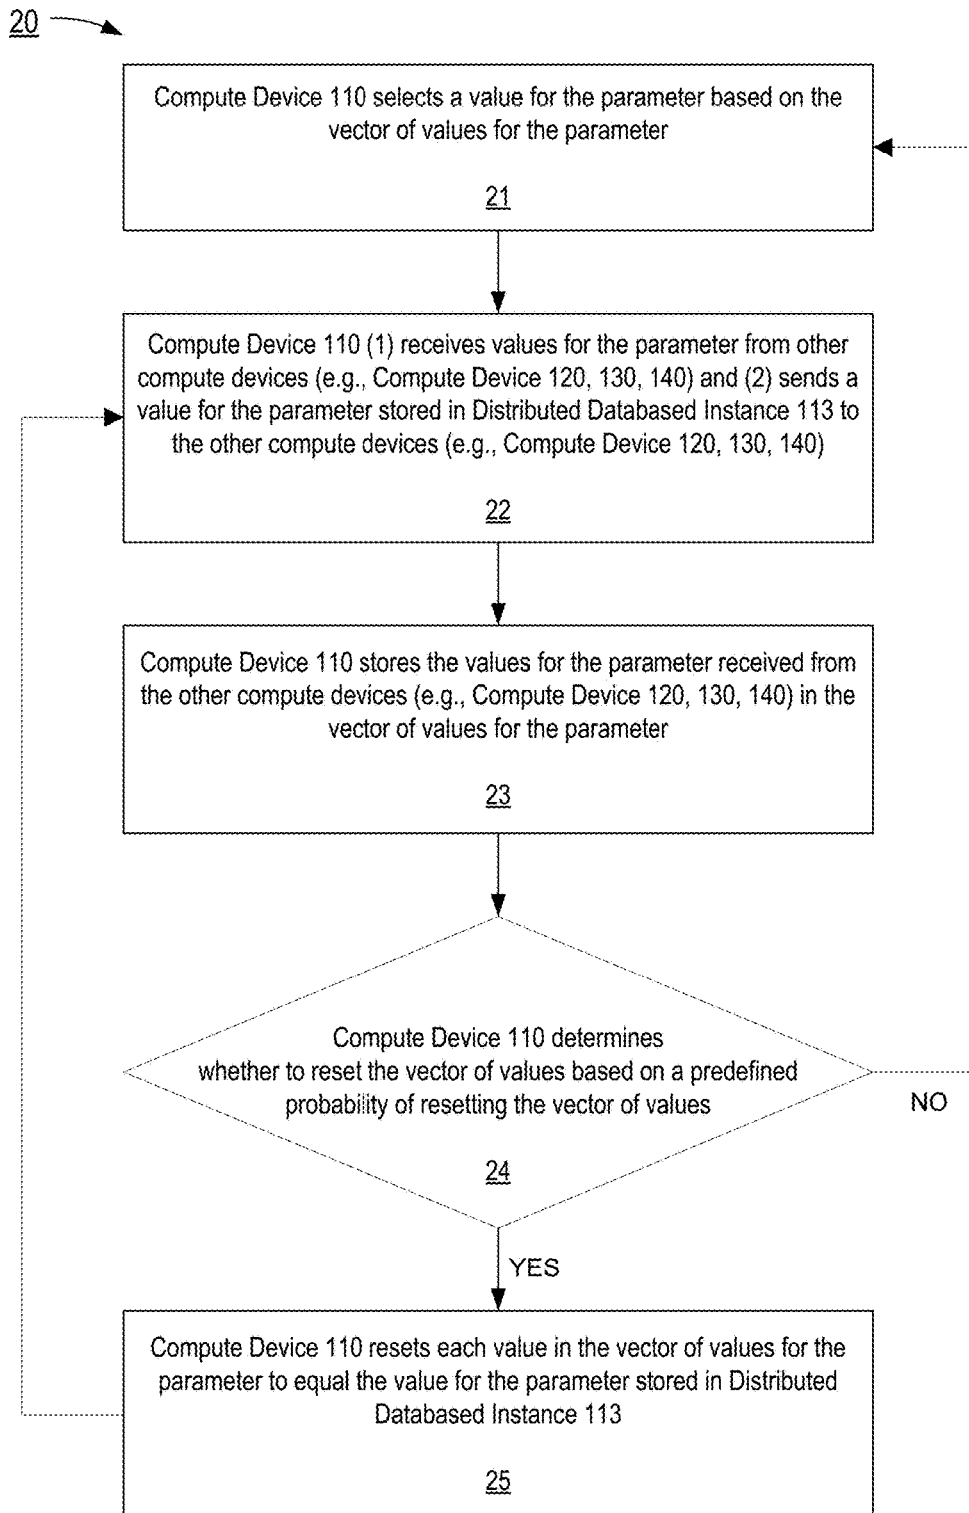 20
Compute Device 110 selects a value for the parameter based on the
vector of values for the parameter
21
Compute Device 110 (1) receives values for the parameter from other
compute devices (e.g., Compute Device 120, 130, 140) and (2) sends a
value for the parameter stored in Distributed Databased Instance 113 to
the other compute devices (e.g., Compute Device 120, 130, 140)
22
Compute Device 110 stores the values for the parameter received from
the other compute devices (e.g., Compute Device 120, 130, 140) in the
vector of values for the parameter
23
Compute Device 110 determines
whether to reset the vector of values based on a predefined
probability of resetting the vector of values
24
NO
YES
Compute Device 110 resets each value in the vector of values for the
parameter to equal the value for the parameter stored in Distributed
Databased Instance 113
25